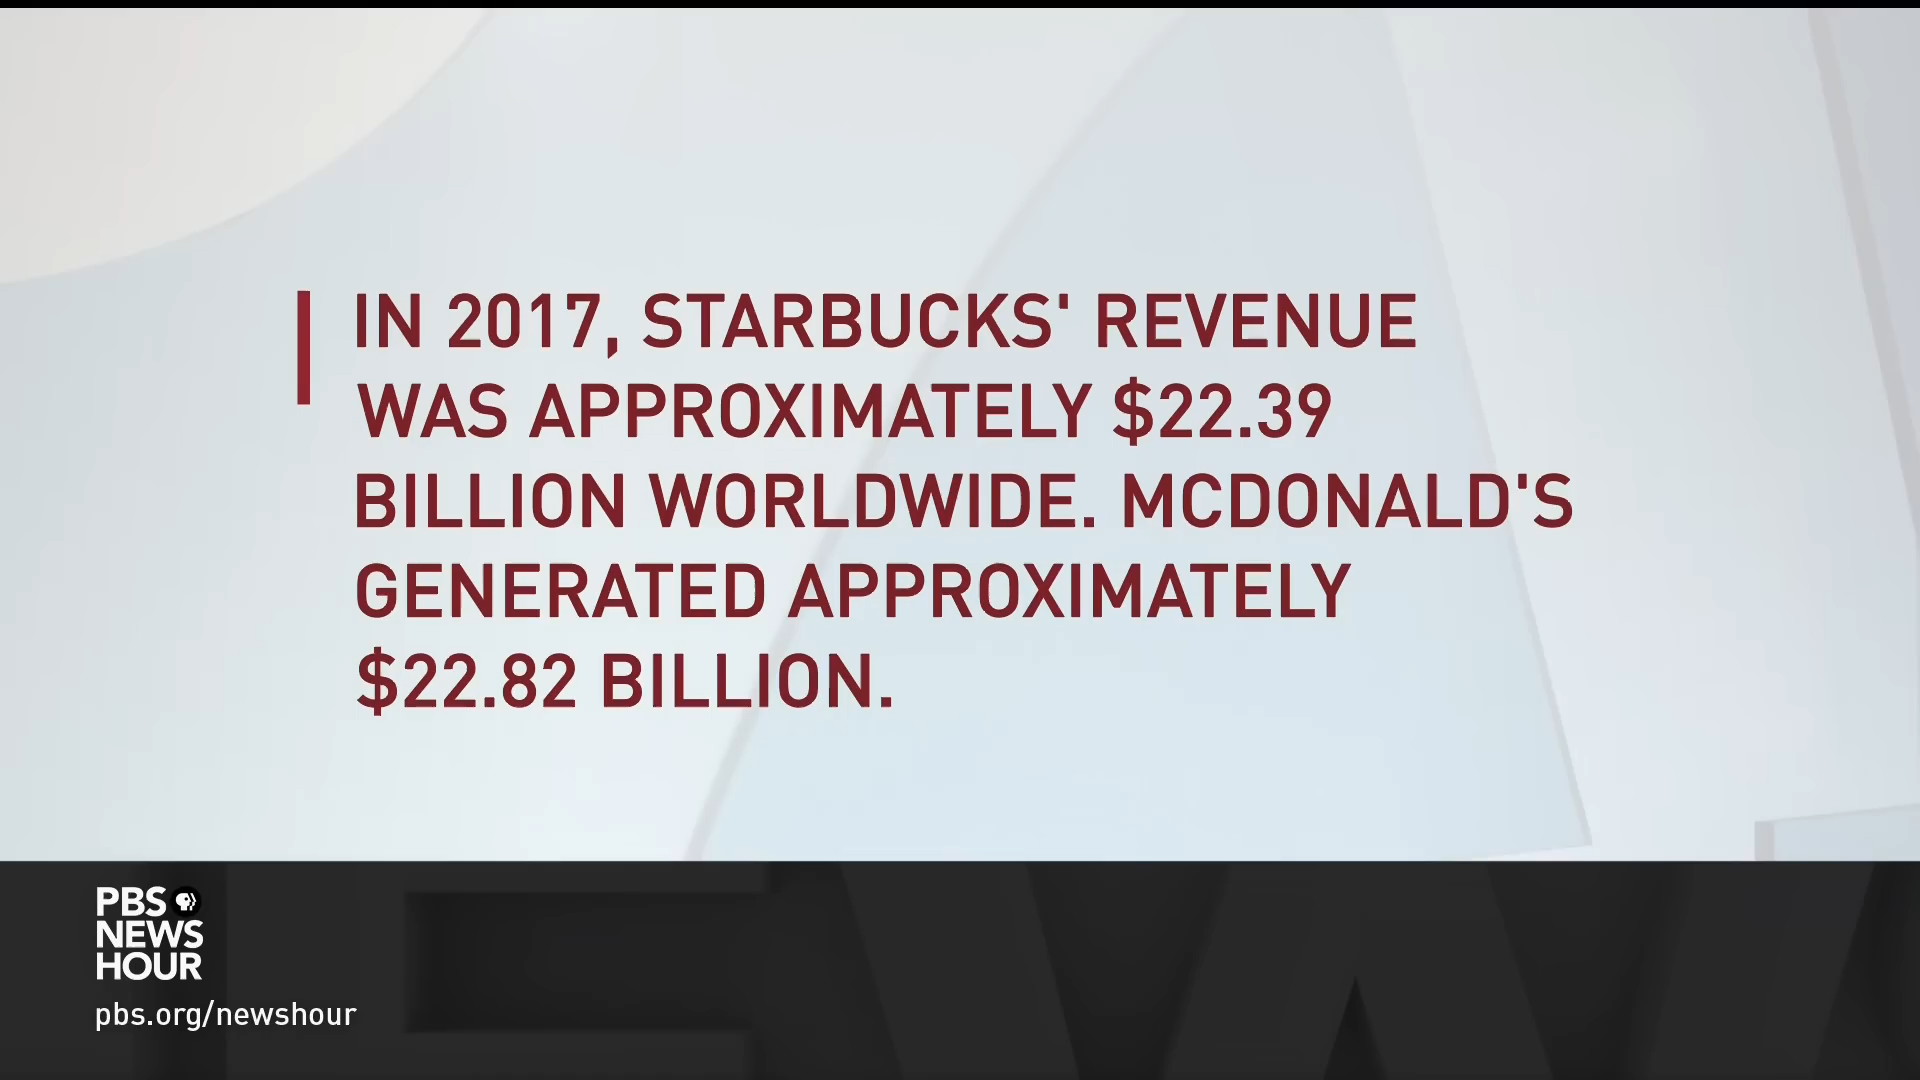 IN 2017, STARBUCKS' REVENUE
WAS APPROXIMATELY $22.39
BILLION WORLDWIDE. MCDONALD'S
GENERATED APPROXIMATELY
$22.82 BILLION.
PBS
NEWS
HOUR
pbs.org/newshour